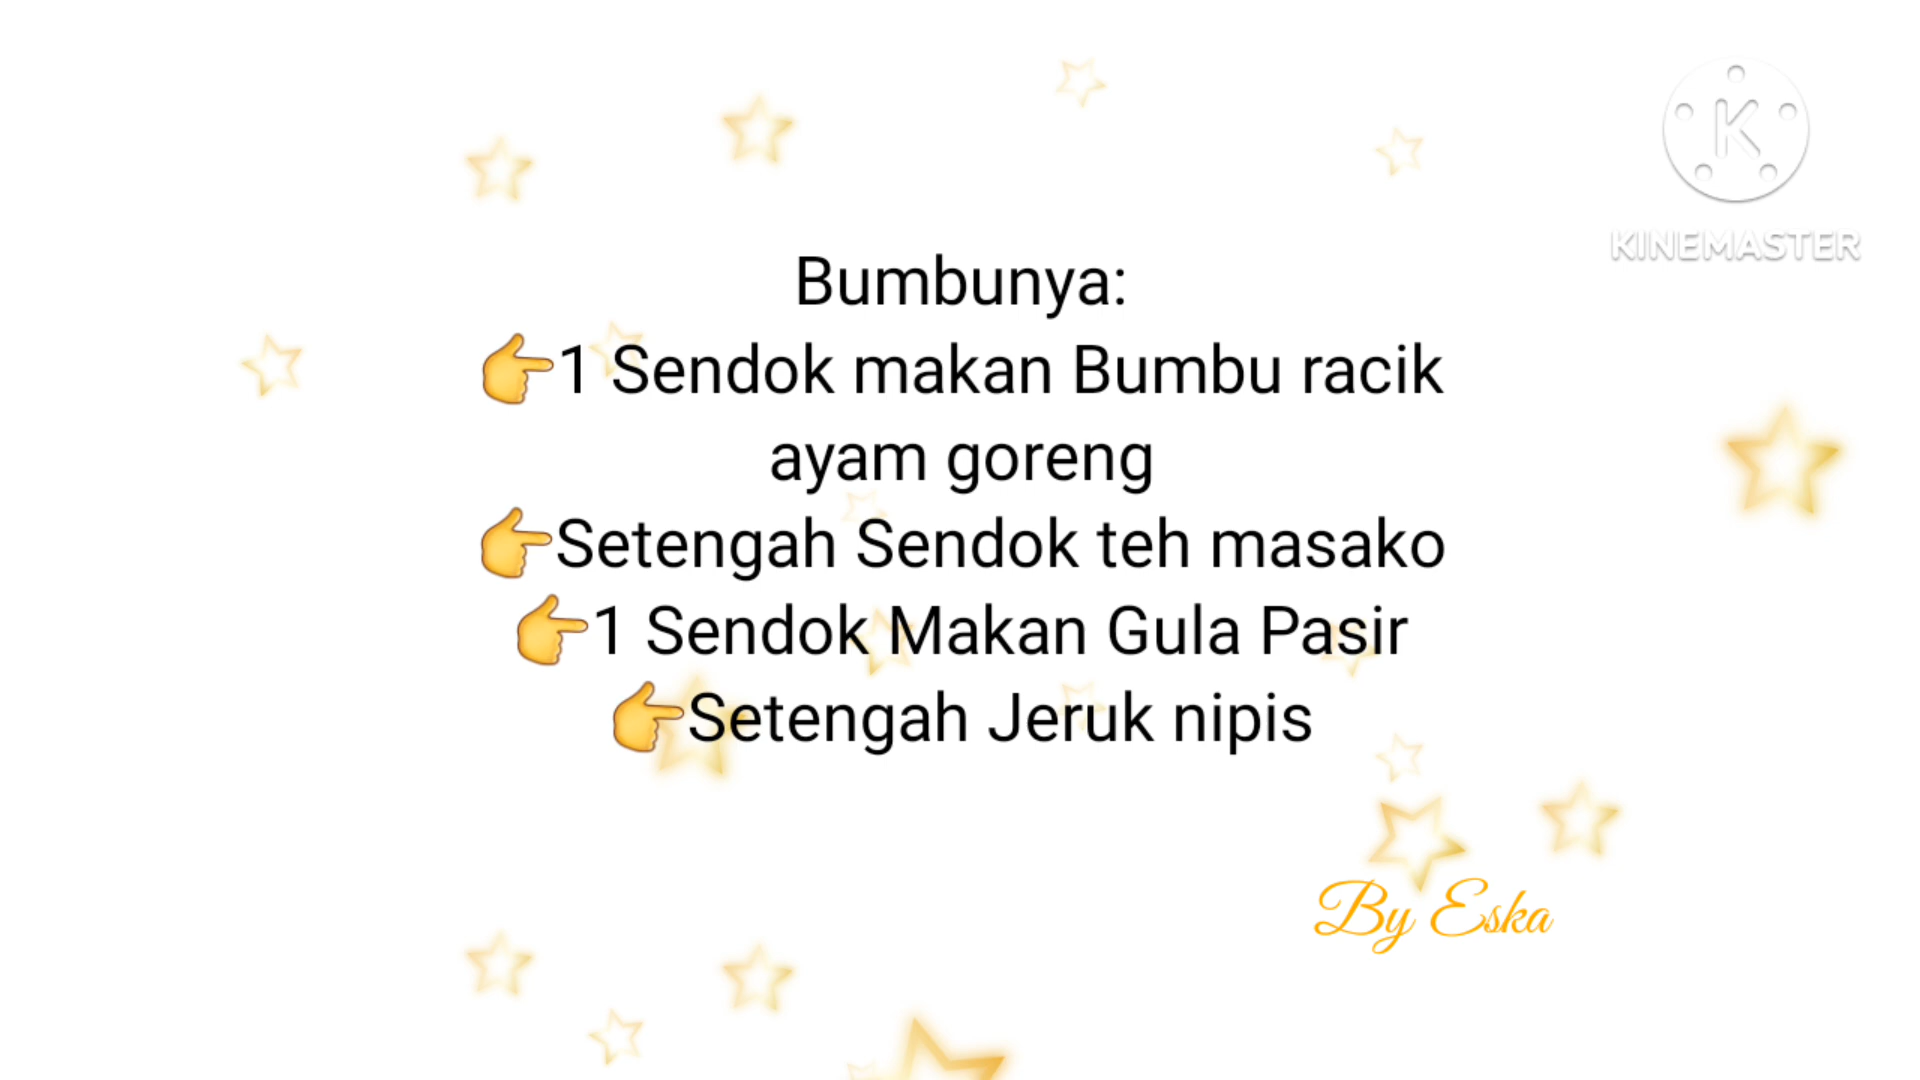 KINEMASTER
Bumbunya:
👉1 Sendok makan Bumbu racik
ayam goreng
👉Setengah Sendok teh masako
👉1 Sendok Makan Gula Pasir
👉Setengah Jeruk nipis
By Eska